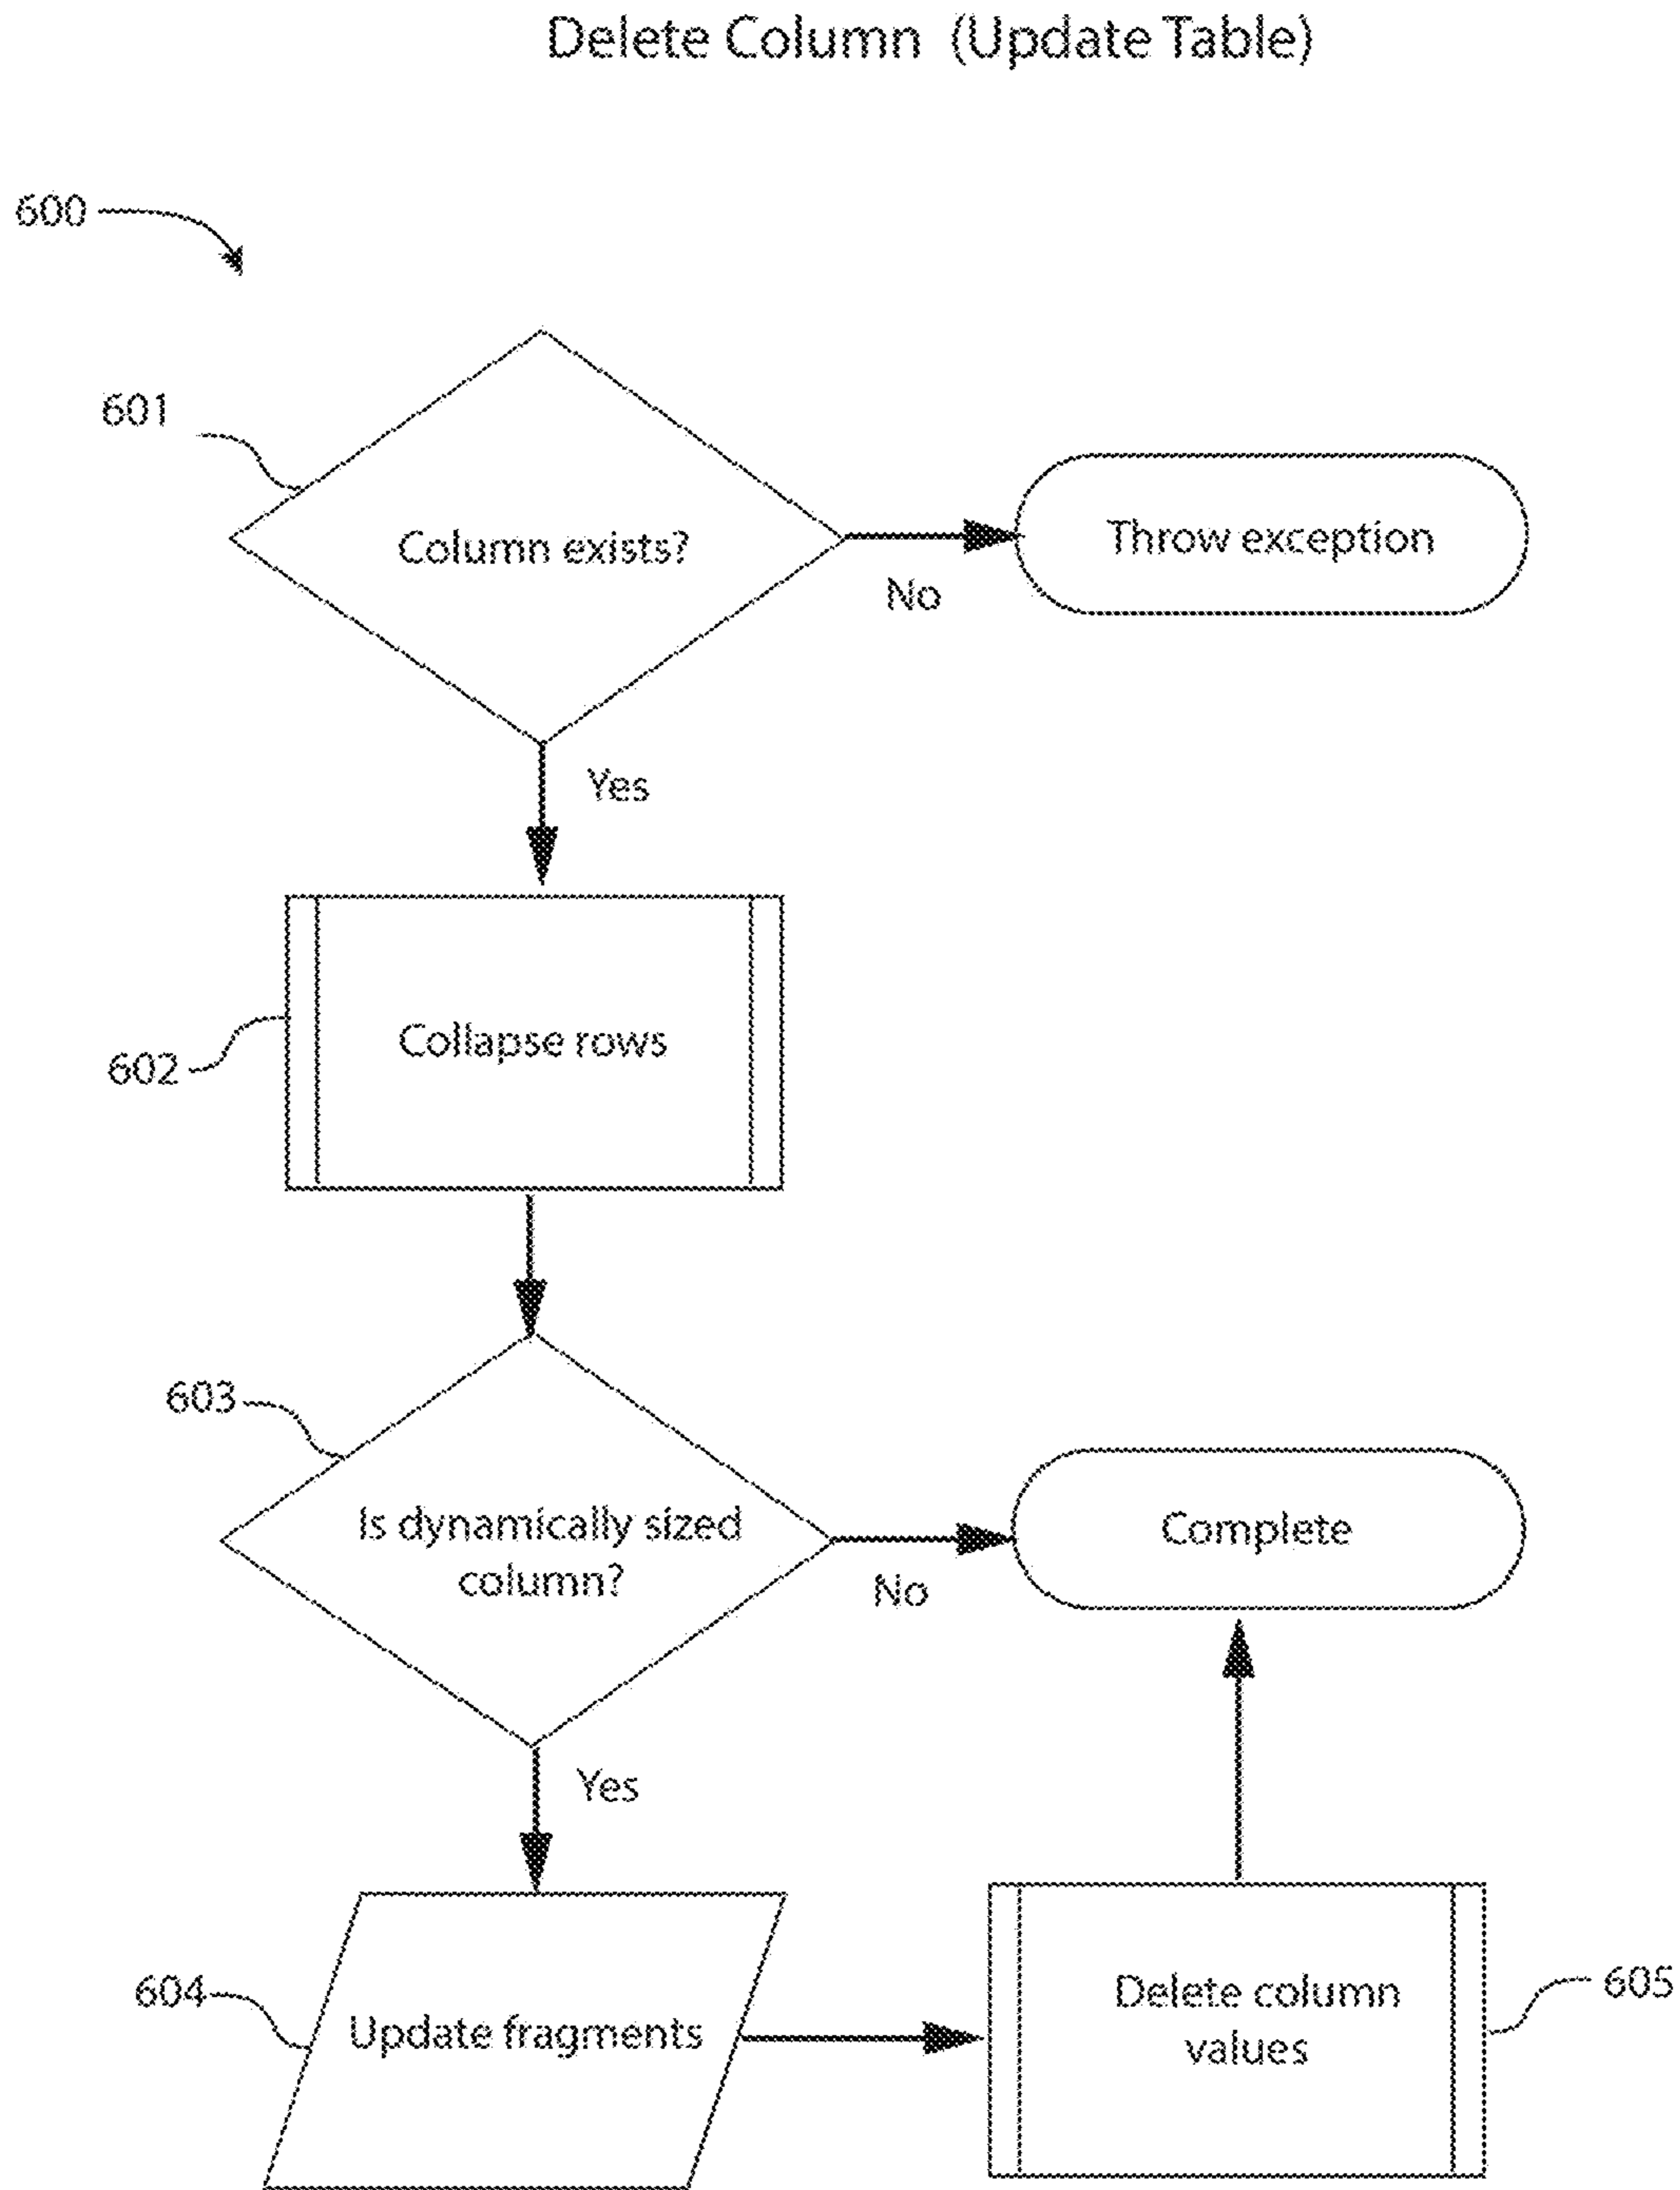 Delete Column (Update Table)
600
601
Column exists?
Throw exception
No
Yes
Collapse rows
602
603
Is dynamically sized
column?
Complete
No
Yes
604
Update fragments
Delete column
values
605